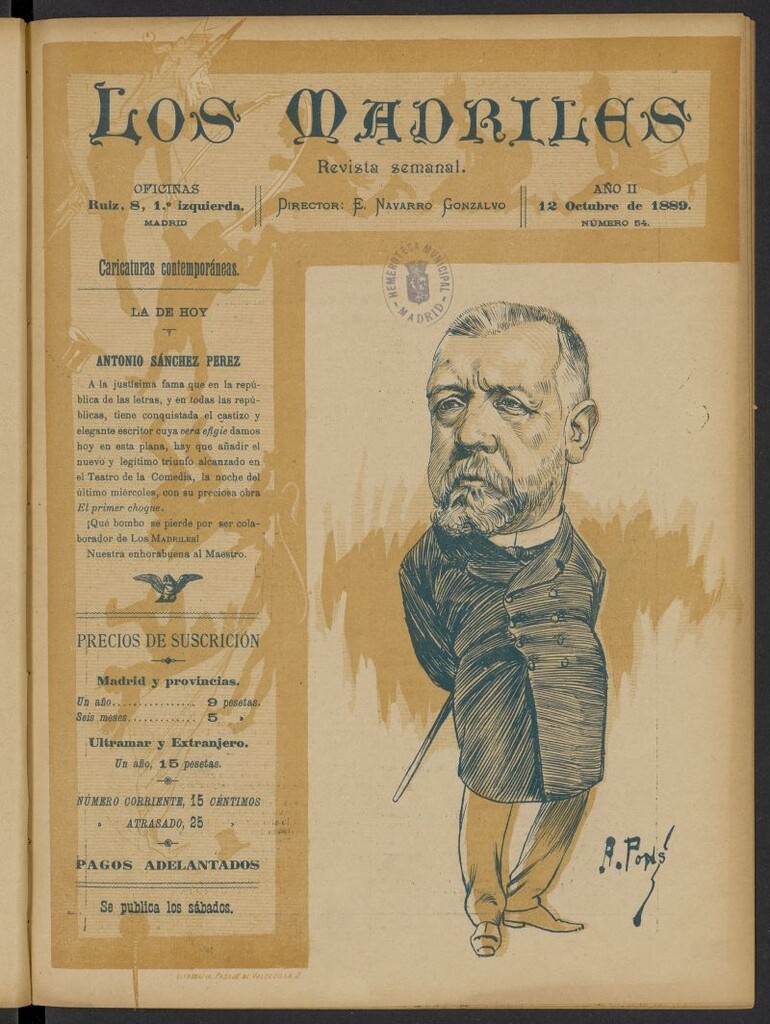 LOS MADRILES
Revista semanal.
OFICINAS
Ruiz, 8, 1.º izquierda.
MADRID
DIRECTOR: E. NAVARRO GONZALVO
AÑO II
12 Octubre de 1889.
NÚMERO 54.
HEMEROTECA MUNICIPAL
MADRID
Caricaturas contemporáneas.
LA DE HOY
ANTONIO SÁNCHEZ PEREZ
A la justísima fama que en la repú-
blica de las letras, y en todas las repú-
blicas, tiene conquistada el castizo y
elegante escritor cuya vera efigie damos
hoy en esta plana, hay que añadir el
nuevo y legítimo triunfo alcanzado en
el Teatro de la Comedia, la noche del
último miércoles, con su preciosa obra
El primer choque.
¡Qué bombo se pierde por ser cola-
borador de LOS MADRILES!
Nuestra enhorabuena al Maestro.
PRECIOS DE SUSCRICIÓN
Madrid y provincias.
Un año.............. 9 pesetas.
Seis meses............ 5 »
Ultramar y Extranjero.
Un año, 15 pesetas.
NÚMERO CORRIENTE, 15 CÉNTIMOS
» ATRASADO, 25 »
PAGOS ADELANTADOS
Se publica los sábados.
A. Pons